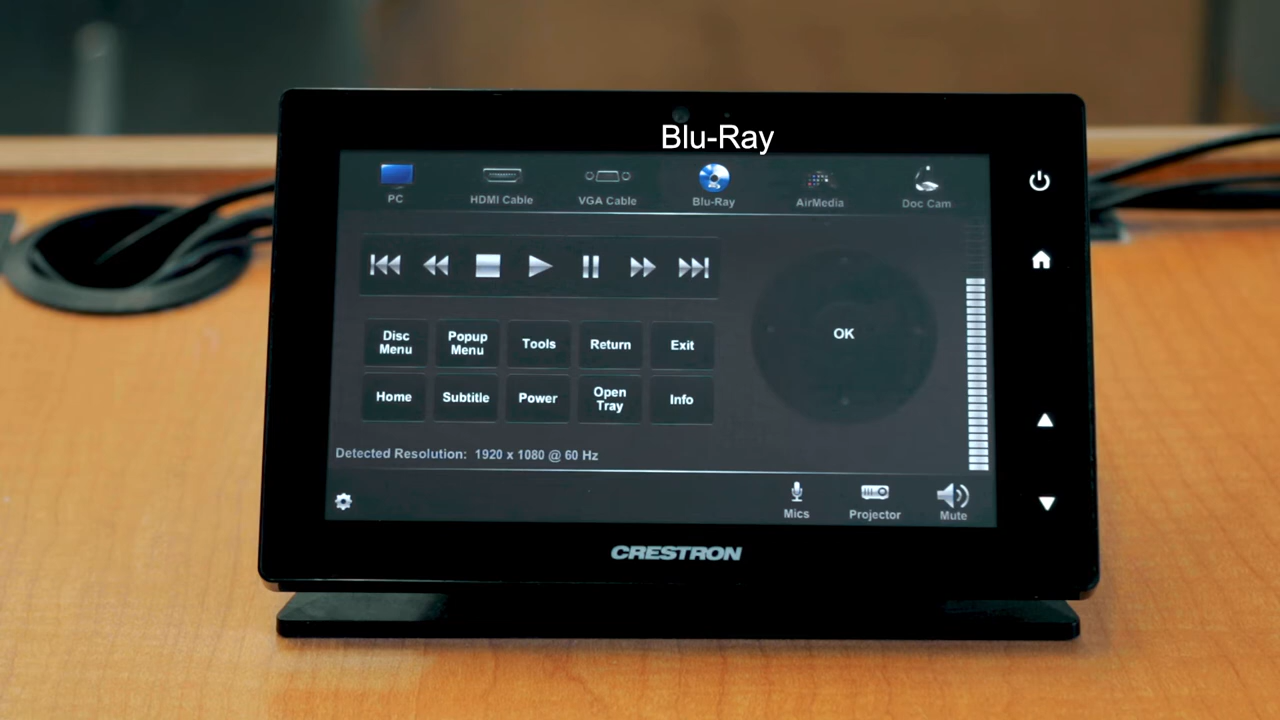 Blu-Ray
PC HDMI Cable VGA Cable Blu-Ray AirMedia Doc Cam
Disc Menu Popup Menu Tools Return Exit
OK
Home Subtitle Power Open Tray Info
Detected Resolution: 1920 x 1080 @ 60 Hz
Mics Projector Mute
CRESTRON